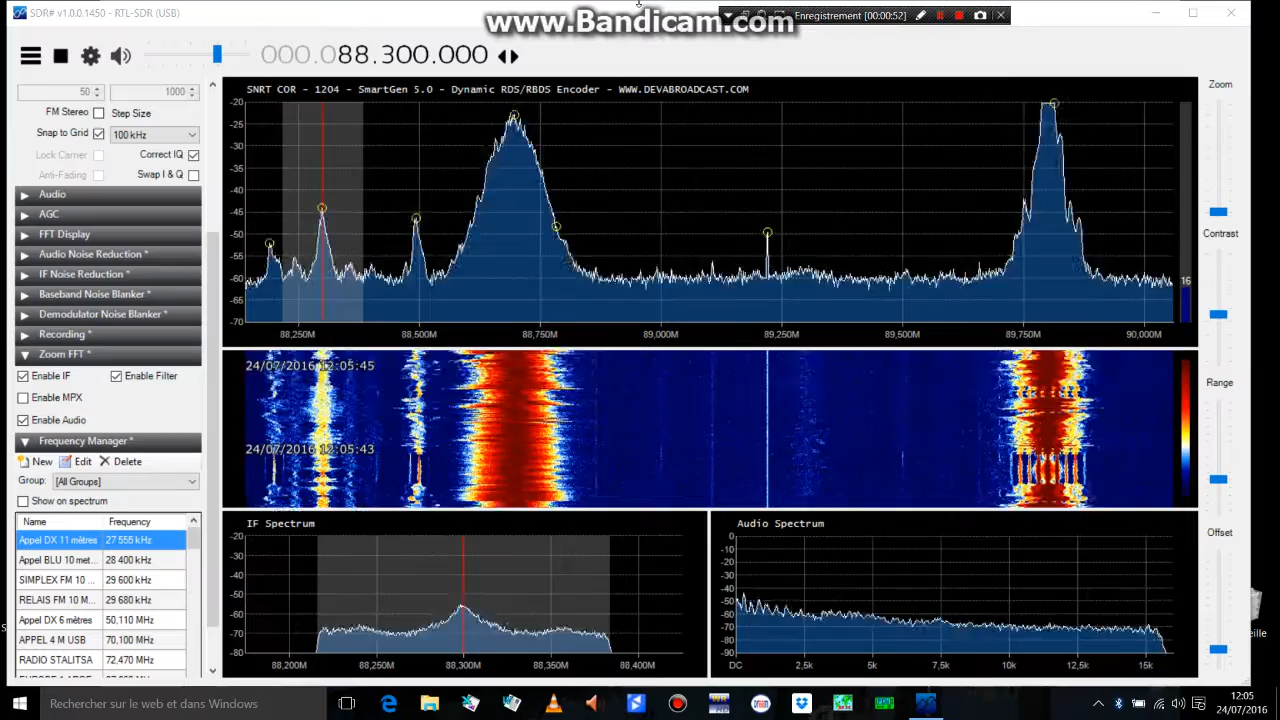 SDR# v1.0.0.1450 - RTL-SDR (USB)
www.Bandicam.com
Enregistrement [00:00:52]
000.088.300.000
50
1000
FM Stereo
Step Size
Snap to Grid
100 kHz
Lock Carrier
Correct IQ
Anti-Fading
Swap I & Q
Audio
AGC
FFT Display
Audio Noise Reduction *
IF Noise Reduction *
Baseband Noise Blanker *
Demodulator Noise Blanker *
Recording *
Zoom FFT *
Enable IF
Enable Filter
Enable MPX
Enable Audio
Frequency Manager *
New
Edit
Delete
Group:
[All Groups]
Show on spectrum
Name Frequency
Appel DX 11 mètres 27 555 kHz
Appel BLU 10 met... 28 400 kHz
SIMPLEX FM 10 ... 29 600 kHz
RELAIS FM 10 M... 29 680 kHz
Appel DX 6 mètres 50,110 MHz
APPEL 4 M USB 70,100 MHz
RADIO STALITSA 72,470 MHz
SNRT COR - 1204 - SmartGen 5.0 - Dynamic RDS/RBDS Encoder - WWW.DEVABROADCAST.COM
-20
-25
-30
-35
-40
-45
-50
-55
-60
-65
-70
16
88,250M 88,500M 88,750M 89,000M 89,250M 89,500M 89,750M 90,000M
24/07/2016 12:05:45
24/07/2016 12:05:43
IF Spectrum
-20
-30
-40
-50
-60
-70
-80
88,200M 88,250M 88,300M 88,350M 88,400M
Audio Spectrum
0
-10
-20
-30
-40
-50
-60
-70
-80
-90
DC 2,5k 5k 7,5k 10k 12,5k 15k
Zoom
Contrast
Range
Offset
Rechercher sur le web et dans Windows
12:05
24/07/2016